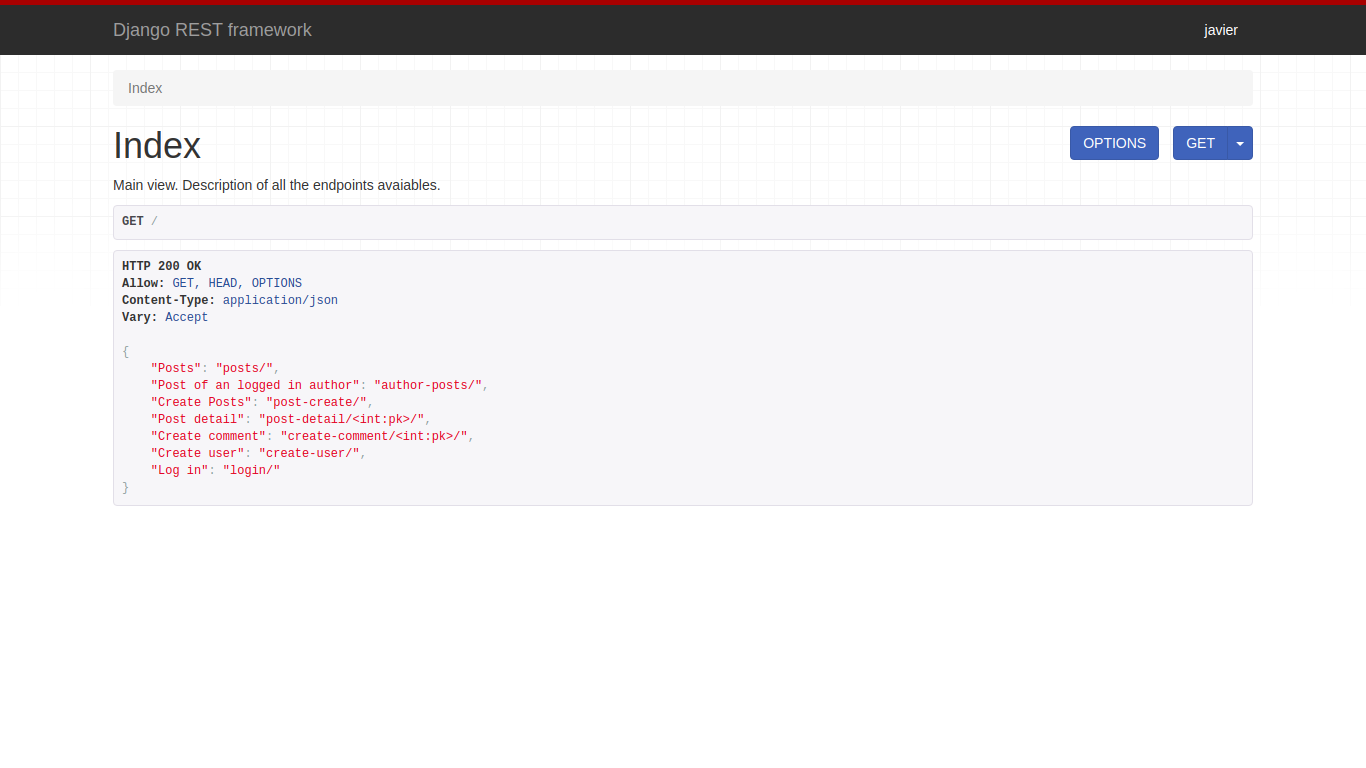 Django REST framework
javier
Index
Index
OPTIONS
GET
Main view. Description of all the endpoints avaiables.
GET /
HTTP 200 OK
Allow: GET, HEAD, OPTIONS
Content-Type: application/json
Vary: Accept
{
    "Posts": "posts/",
    "Post of an logged in author": "author-posts/",
    "Create Posts": "post-create/",
    "Post detail": "post-detail/<int:pk>/",
    "Create comment": "create-comment/<int:pk>/",
    "Create user": "create-user/",
    "Log in": "login/"
}